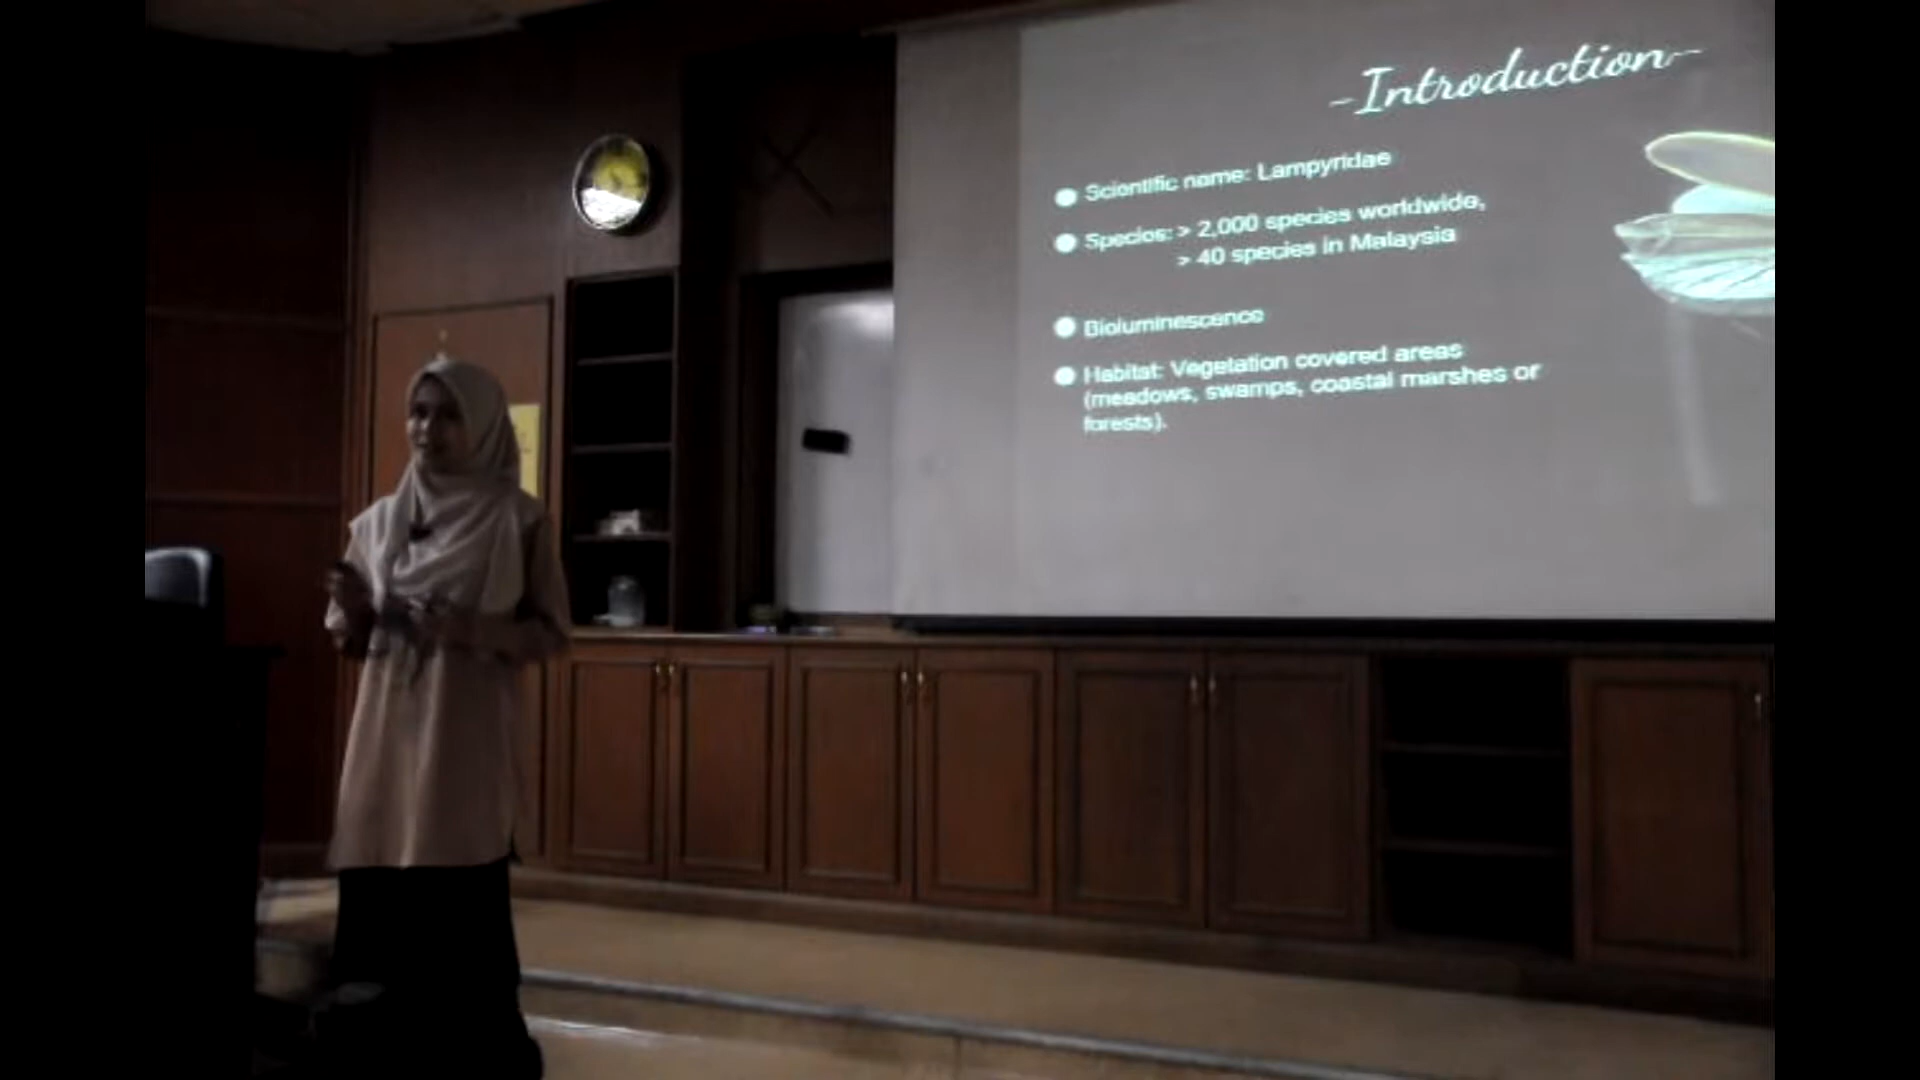 -Introduction-
Scientific name: Lampyridae
Species: > 2,000 species worldwide,
> 40 species in Malaysia
Bioluminescence
Habitat: Vegetation covered areas
(meadows, swamps, coastal marshes or
forests).